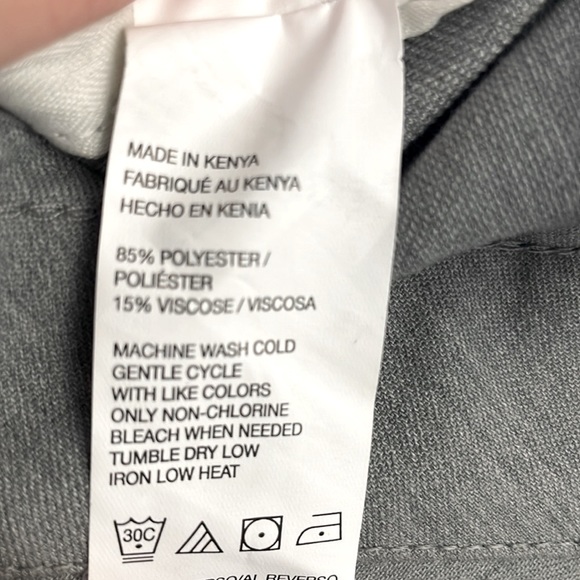 MADE IN KENYA
FABRIQUÉ AU KENYA
HECHO EN KENIA
85% POLYESTER/
POLIÉSTER
15% VISCOSE/VISCOSA
MACHINE WASH COLD
GENTLE CYCLE
WITH LIKE COLORS
ONLY NON-CHLORINE
BLEACH WHEN NEEDED
TUMBLE DRY LOW
IRON LOW HEAT
30C
REVERSO